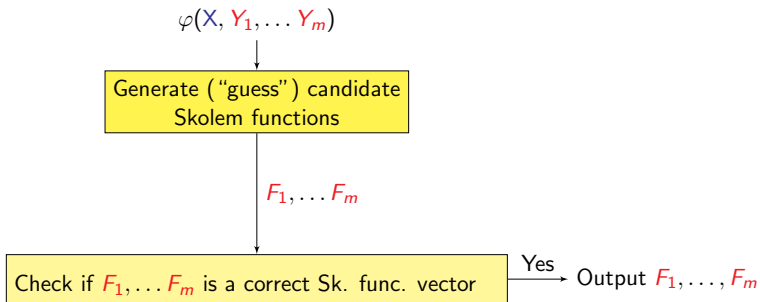 φ(X, Y₁, … Yₘ)
Generate (“guess”) candidate
Skolem functions
F₁, … Fₘ
Check if F₁, … Fₘ is a correct Sk. func. vector
Yes
Output F₁, … , Fₘ